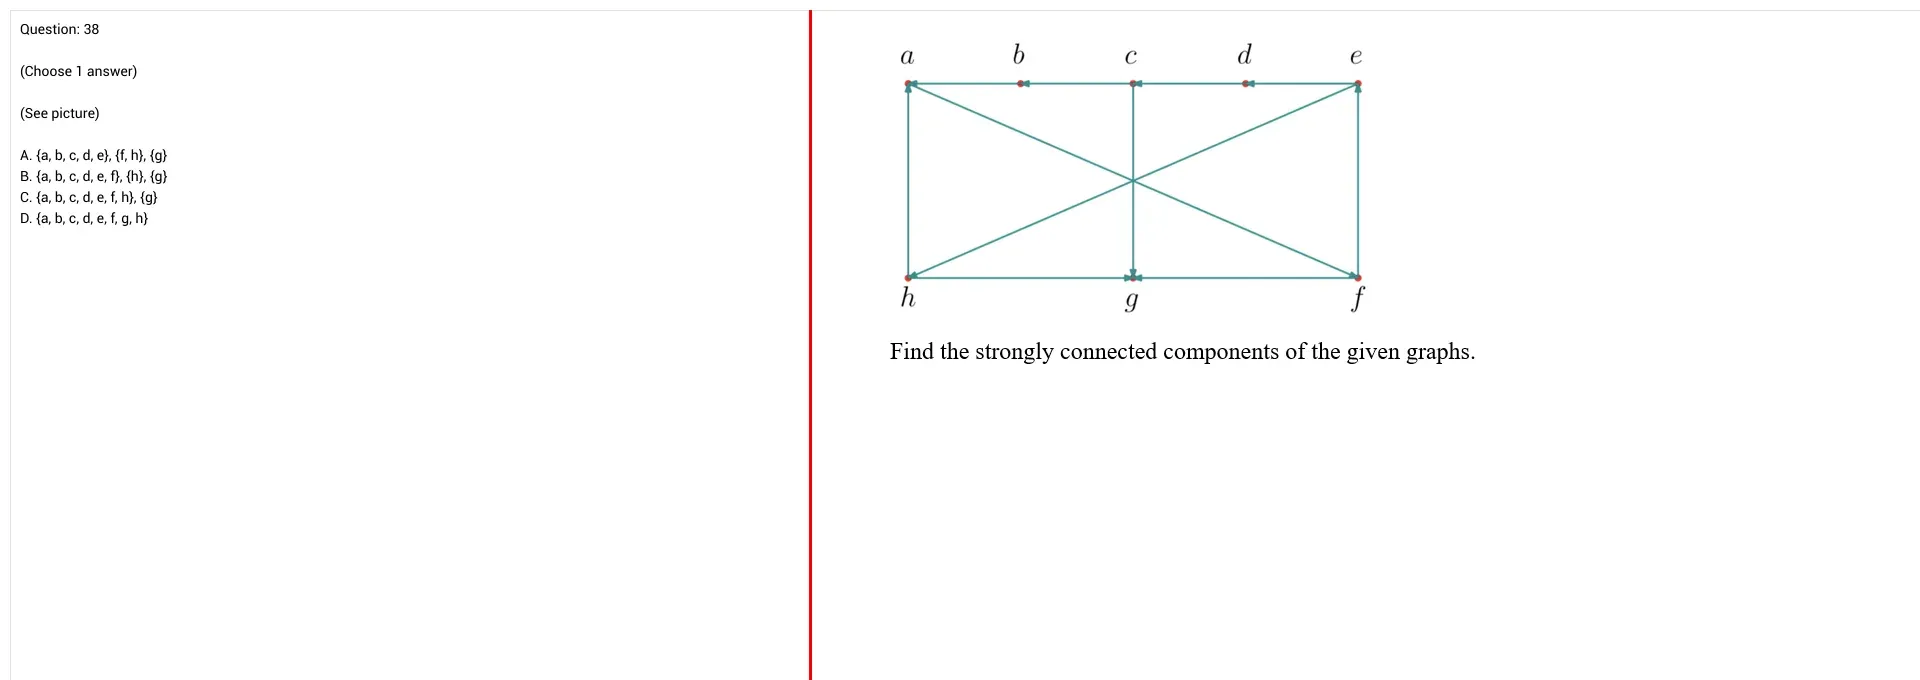 Question: 38
(Choose 1 answer)
(See picture)
A. {a, b, c, d, e}, {f, h}, {g}
B. {a, b, c, d, e, f}, {h}, {g}
C. {a, b, c, d, e, f, h}, {g}
D. {a, b, c, d, e, f, g, h}
a b c d e
h g f
Find the strongly connected components of the given graphs.